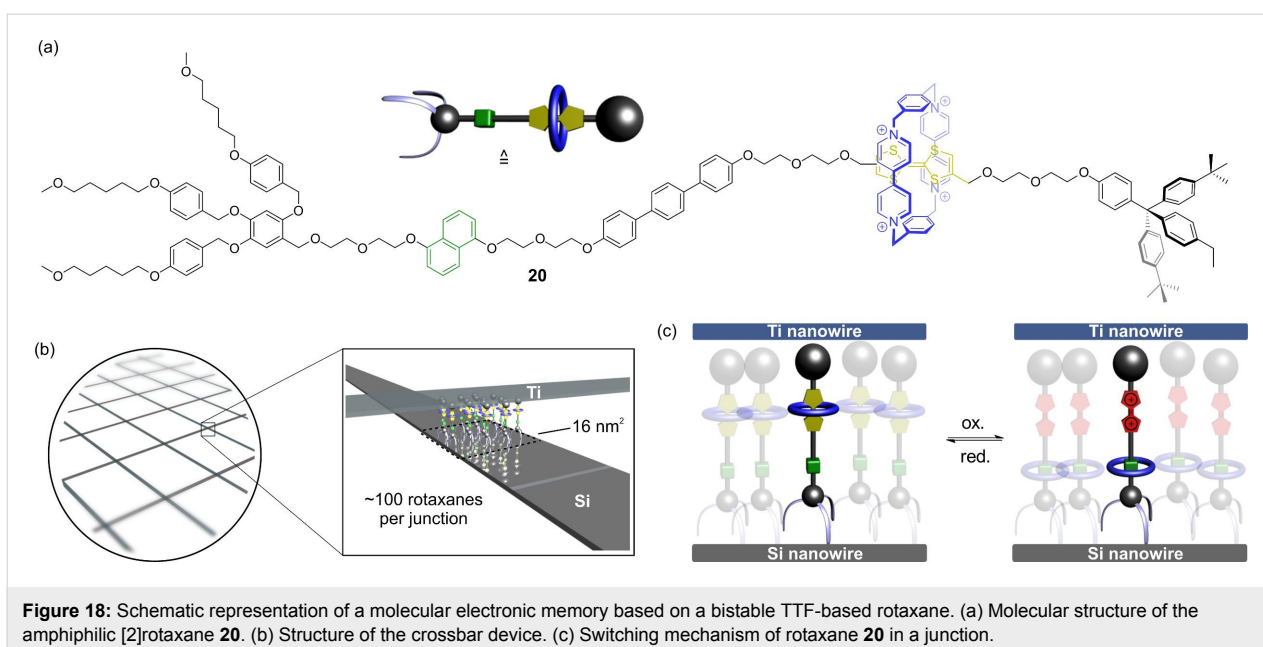 (a)
≙
20
(b)
Ti
16 nm²
Si
~100 rotaxanes
per junction
(c)
Ti nanowire
Si nanowire
ox.
red.
Ti nanowire
Si nanowire
Figure 18: Schematic representation of a molecular electronic memory based on a bistable TTF-based rotaxane. (a) Molecular structure of the
amphiphilic [2]rotaxane 20. (b) Structure of the crossbar device. (c) Switching mechanism of rotaxane 20 in a junction.